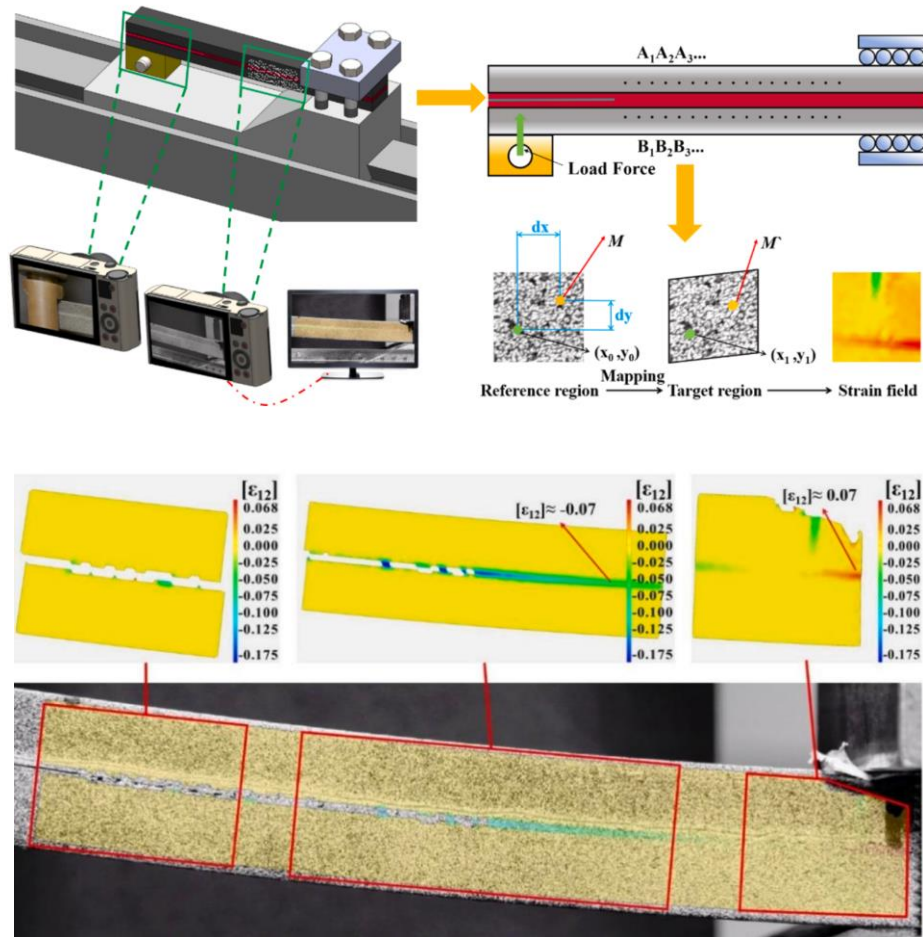 A₁A₂A₃...
B₁B₂B₃...
Load Force
dx
M
M'
dy
(x₀ ,y₀)
(x₁ ,y₁)
Mapping
Reference region
Target region
Strain field
[ε₁₂]
0.068
0.025
0.000
-0.025
-0.050
-0.075
-0.100
-0.125
-0.175
[ε₁₂]≈ -0.07
[ε₁₂]
0.068
0.025
0.000
-0.025
-0.050
-0.075
-0.100
-0.125
-0.175
[ε₁₂]≈ 0.07
[ε₁₂]
0.068
0.025
0.000
-0.025
-0.050
-0.075
-0.100
-0.125
-0.175